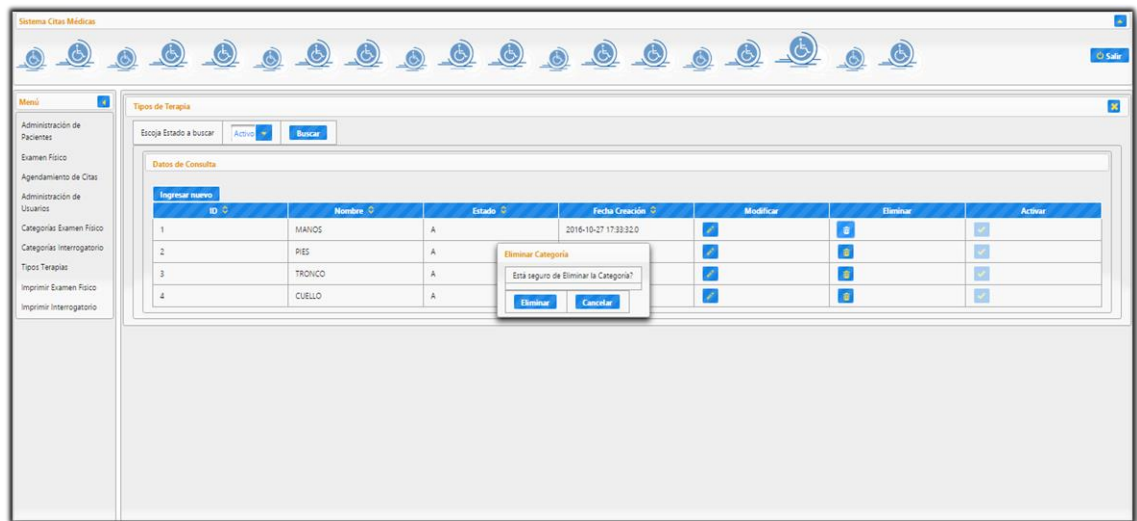 Sistema Citas Médicas
Salir
Menú
Administración de
Pacientes
Examen Físico
Agendamiento de Citas
Administración de
Usuarios
Categorías Examen Físico
Categorías Interrogatorio
Tipos Terapias
Imprimir Examen Físico
Imprimir Interrogatorio
Tipos de Terapia
Escoja Estado a buscar Activo Buscar
Datos de Consulta
Ingresar nuevo
ID Nombre Estado Fecha Creación Modificar Eliminar Activar
1 MANOS A 2016-10-27 17:33:32.0
2 PIES A
3 TRONCO A
4 CUELLO A
Eliminar Categoría
Está seguro de Eliminar la Categoría?
Eliminar Cancelar